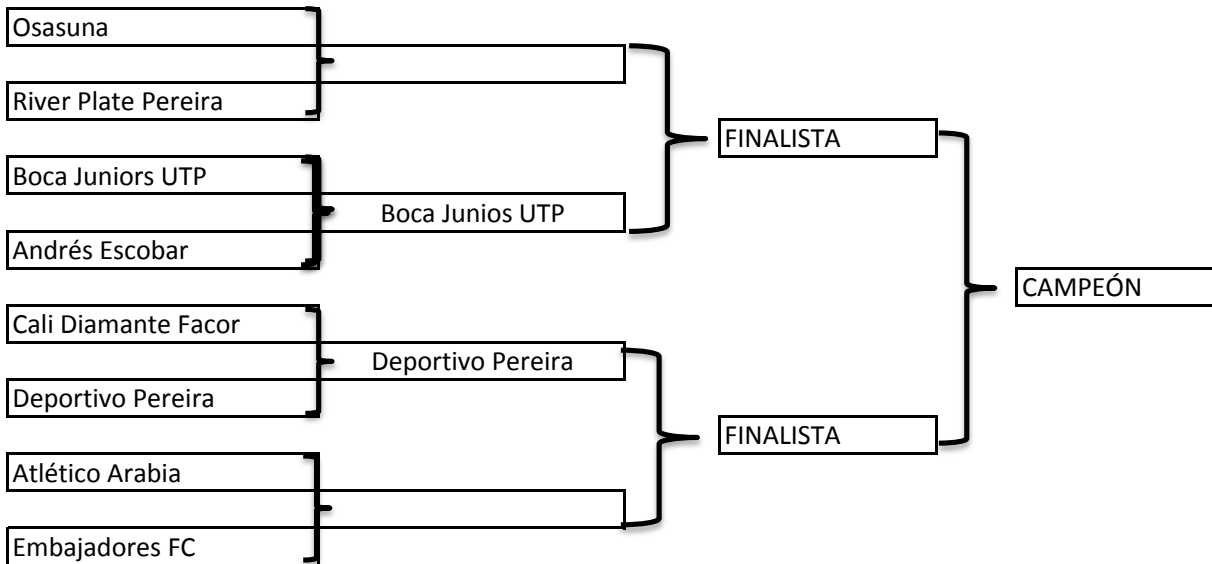 Osasuna
River Plate Pereira
FINALISTA
Boca Juniors UTP
Boca Junios UTP
Andrés Escobar
CAMPEÓN
Cali Diamante Facor
Deportivo Pereira
Deportivo Pereira
FINALISTA
Atlético Arabia
Embajadores FC